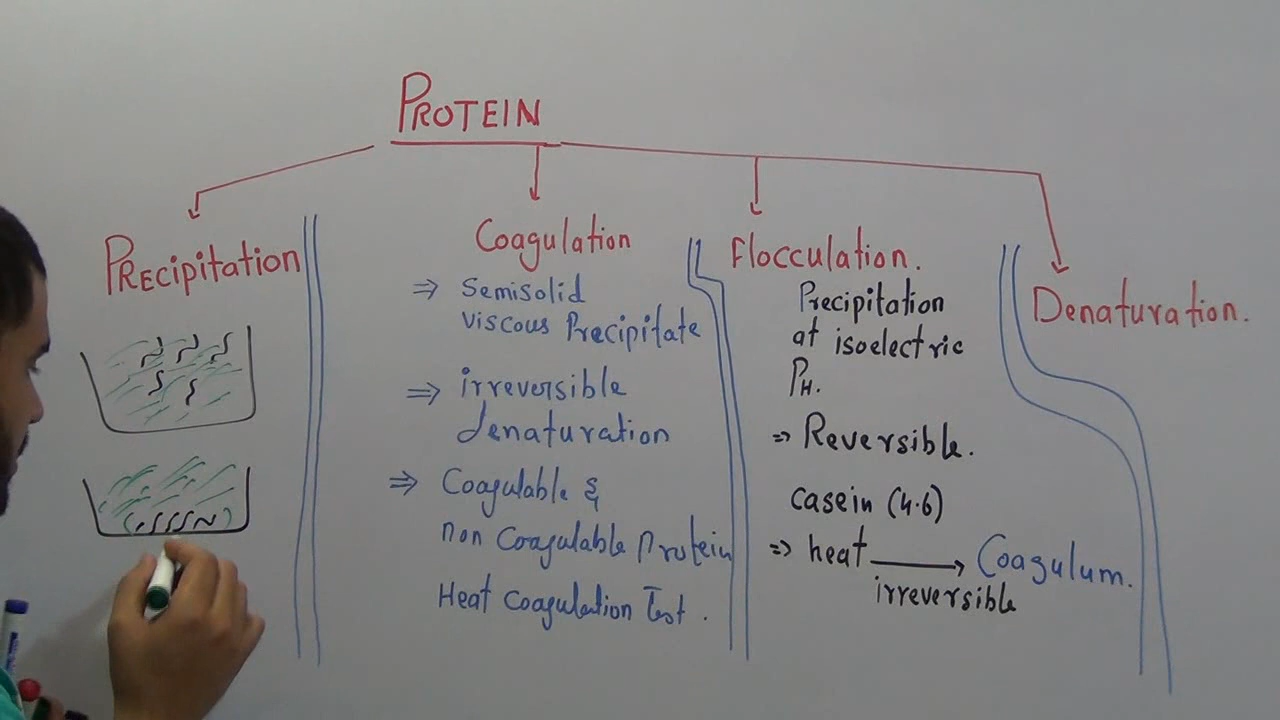 PROTEIN
PRecipitation
Coagulation
⇒ Semisolid
viscous Precipitate
⇒ irreversible
denaturation
⇒ Coagulable &
non Coagulable Protein
Heat Coagulation Test.
Flocculation.
Precipitation
at isoelectric
PH.
⇒ Reversible.
casein (4.6)
⇒ heat → Coagulum.
irreversible
Denaturation.